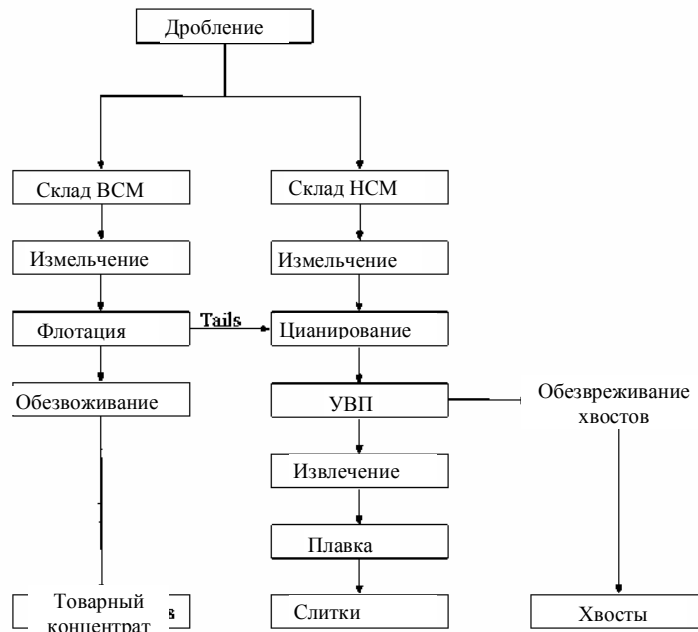 Дробление
Склад ВСМ
Склад НСМ
Измельчение
Измельчение
Флотация
Tails
Цианирование
Обезвоживание
УВП
Обезвреживание
хвостов
Извлечение
Плавка
Товарный
концентрат
Слитки
Хвосты